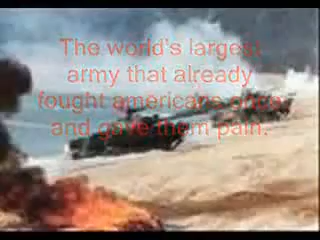 The world's largest
army that already
fought americans once
and gave them pain.